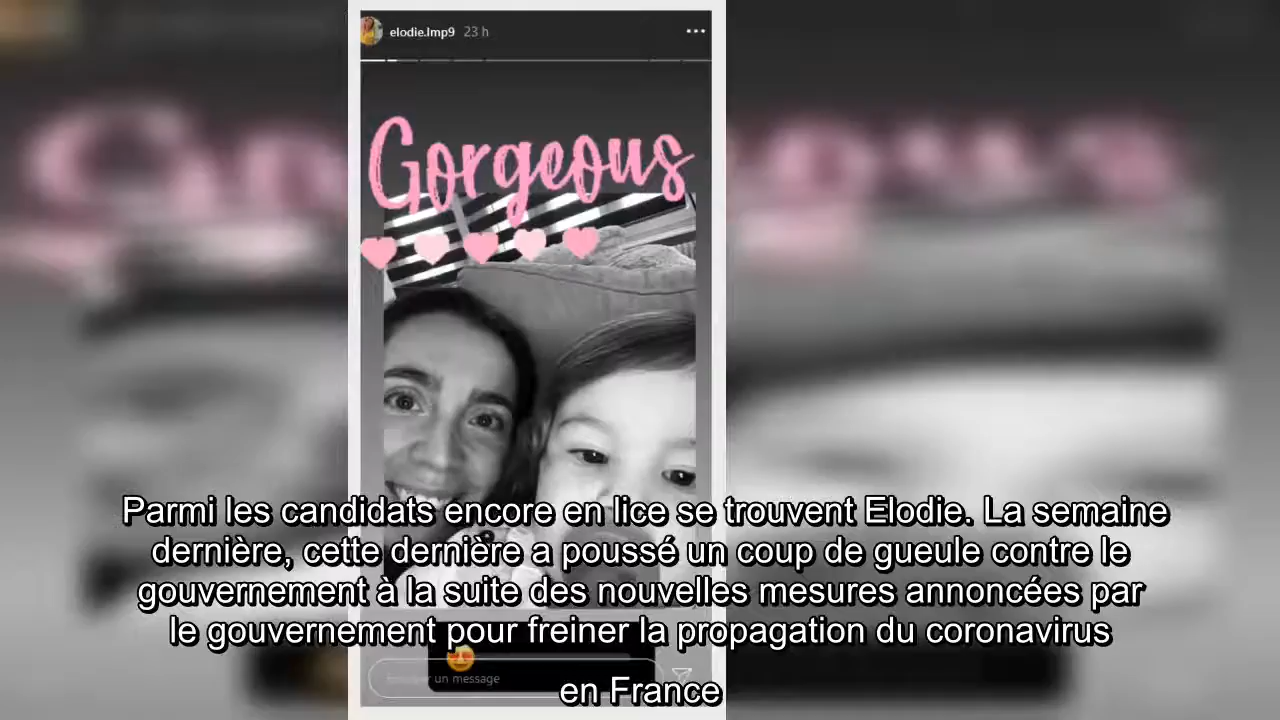 elodie.lmp9 23 h
Gorgeous
Parmi les candidats encore en lice se trouvent Elodie. La semaine
dernière, cette dernière a poussé un coup de gueule contre le
gouvernement à la suite des nouvelles mesures annoncées par
le gouvernement pour freiner la propagation du coronavirus
un message
en France